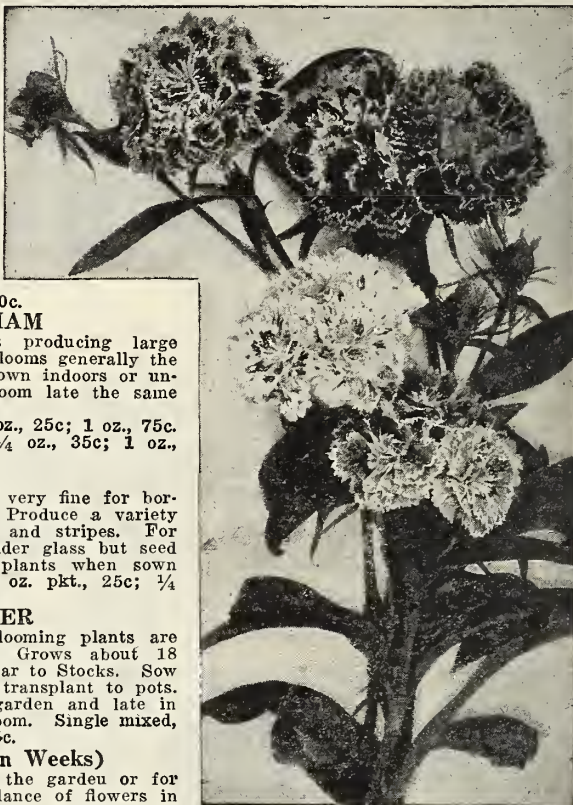 0c.
IAM
s producing large
looms generally the
own indoors or un-
oom late the same
oz., 25c; 1 oz., 75c.
¼ oz., 35c; 1 oz.,
very fine for bor-
Produce a variety
and stripes. For
der glass but seed
plants when sown
oz. pkt., 25c; ¼
ER
looming plants are
Grows about 18
ar to Stocks. Sow
transplant to pots.
garden and late in
oom. Single mixed,
c.
n Weeks)
the garden or for
lance of flowers in